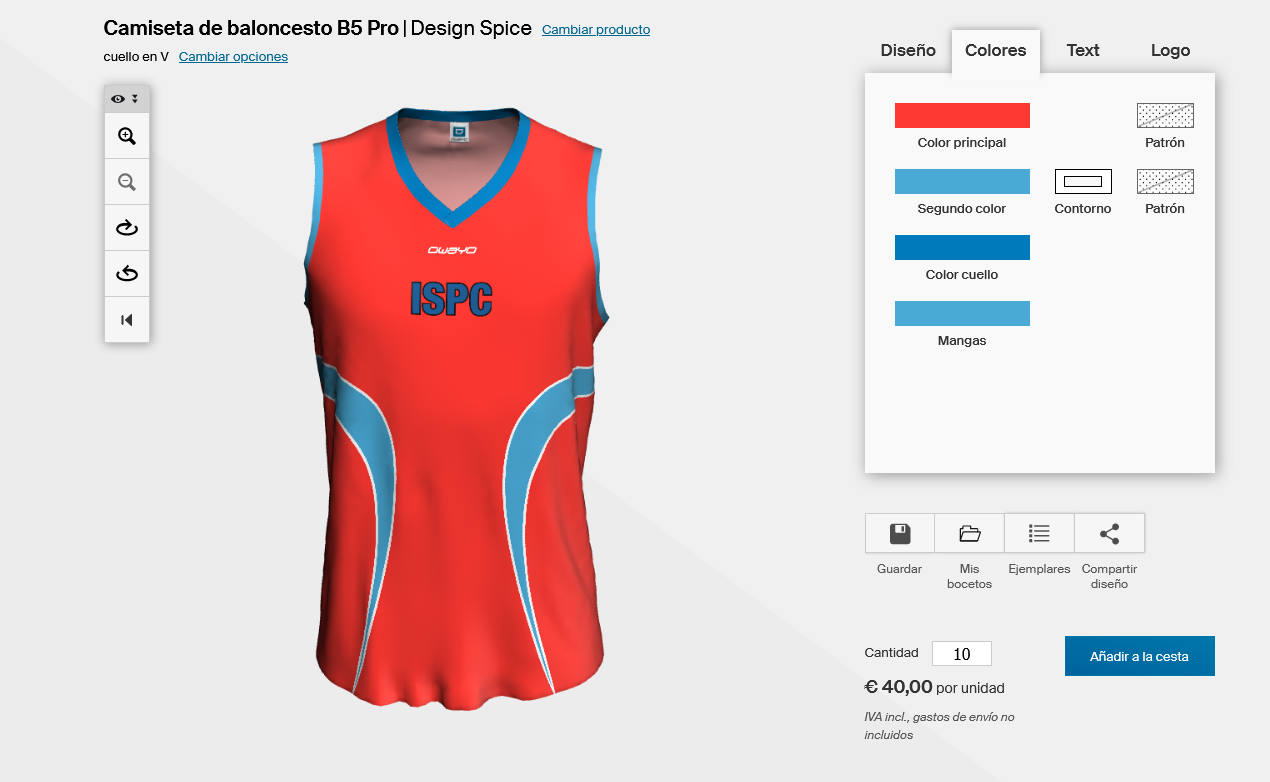 Camiseta de baloncesto B5 Pro | Design Spice Cambiar producto
cuello en V Cambiar opciones
Diseño Colores Text Logo
Color principal Patrón
Segundo color Contorno Patrón
Color cuello
Mangas
owayo
ISPC
Guardar
Mis
bocetos
Ejemplares
Compartir
diseño
Cantidad 10
Añadir a la cesta
€ 40,00 por unidad
IVA incl., gastos de envío no
incluidos